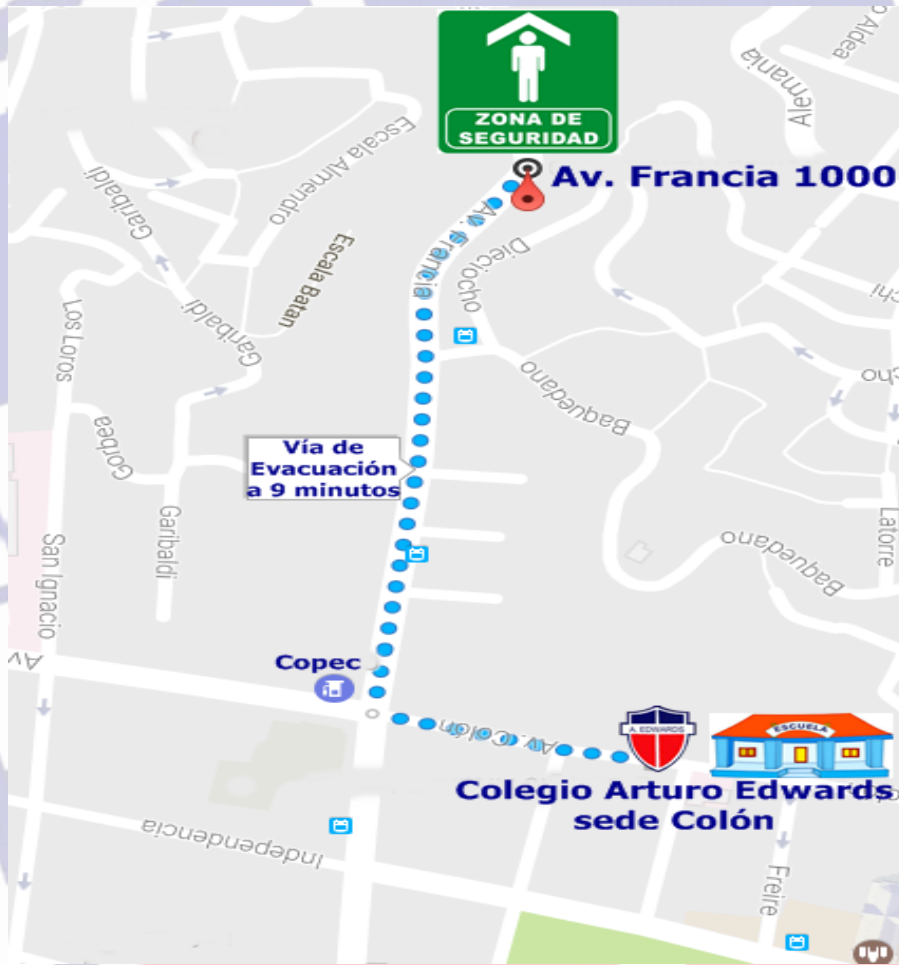 ZONA DE
SEGURIDAD
Av. Francia 1000
Aldea
Alemania
Escala Almendro
Garibaldi
Av. Francia
Dieciocho
Escala Batan
Los Loros
Garibaldi
Baquedano
Gorbea
Vía de
Evacuación
a 9 minutos
Garibaldi
Latorre
San Ignacio
Baquedano
Av
Copec
Av. Colón
A. EDWARDS
ESCUELA
Colegio Arturo Edwards
sede Colón
Independencia
Freire